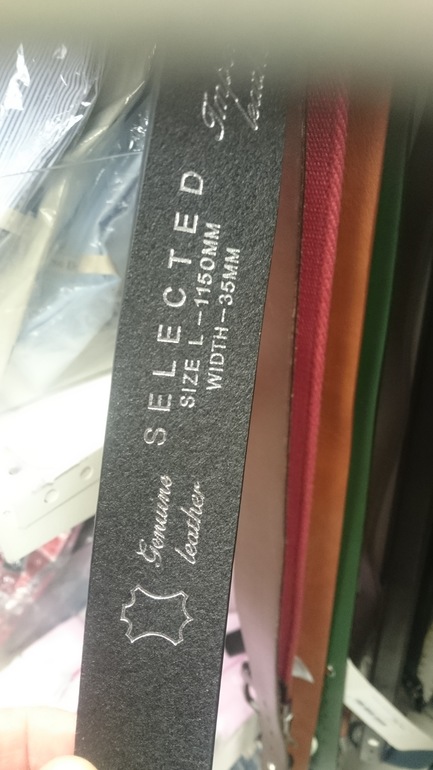 Genuine
leather
SELECTED
SIZE L-1150MM
WIDTH-35MM